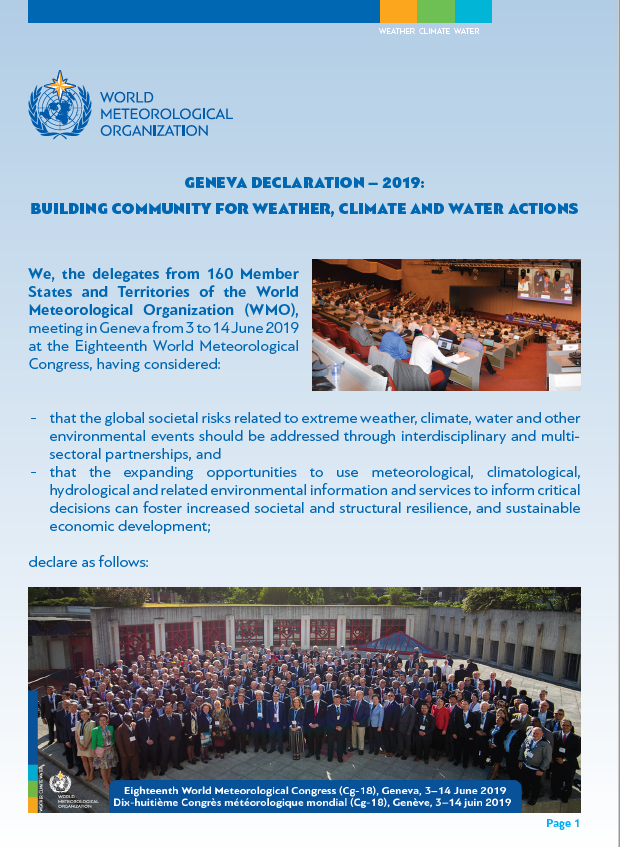 WEATHER CLIMATE WATER
WORLD
METEOROLOGICAL
ORGANIZATION
GENEVA DECLARATION – 2019:
BUILDING COMMUNITY FOR WEATHER, CLIMATE AND WATER ACTIONS
We, the delegates from 160 Member
States and Territories of the World
Meteorological Organization (WMO),
meeting in Geneva from 3 to 14 June 2019
at the Eighteenth World Meteorological
Congress, having considered:
- that the global societal risks related to extreme weather, climate, water and other
environmental events should be addressed through interdisciplinary and multi-
sectoral partnerships, and
- that the expanding opportunities to use meteorological, climatological,
hydrological and related environmental information and services to inform critical
decisions can foster increased societal and structural resilience, and sustainable
economic development;
declare as follows:
WEATHER CLIMATE WATER
WORLD
METEOROLOGICAL
ORGANIZATION
Eighteenth World Meteorological Congress (Cg-18), Geneva, 3–14 June 2019
Dix-huitième Congrès météorologique mondial (Cg-18), Genève, 3–14 juin 2019
Page 1